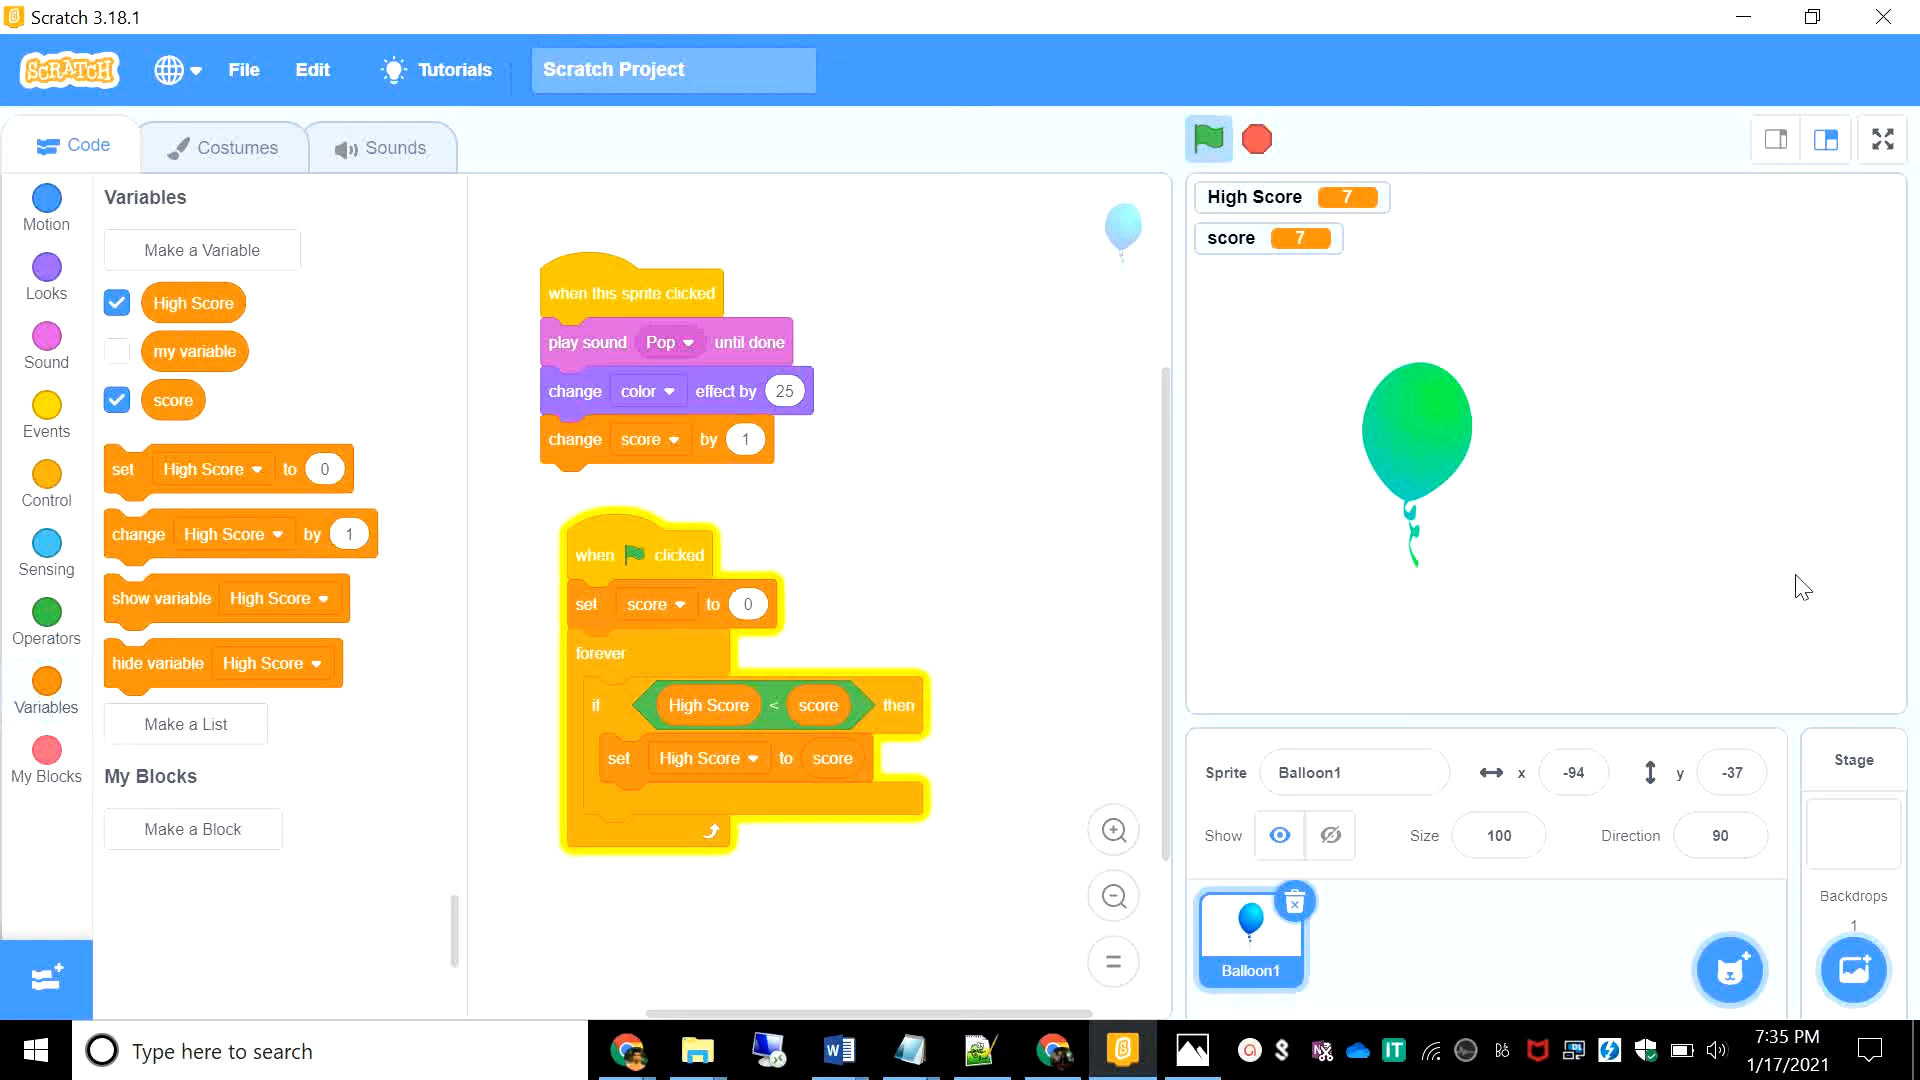 Scratch 3.18.1
SCRATCH
File
Edit
Tutorials
Scratch Project
Code
Costumes
Sounds
Motion
Looks
Sound
Events
Control
Sensing
Operators
Variables
My Blocks
Variables
Make a Variable
High Score
my variable
score
set High Score to 0
change High Score by 1
show variable High Score
hide variable High Score
Make a List
My Blocks
Make a Block
when this sprite clicked
play sound Pop until done
change color effect by 25
change score by 1
when clicked
set score to 0
forever
if High Score < score then
set High Score to score
High Score 7
score 7
Sprite Balloon1 x -94 y -37
Show Size 100 Direction 90
Balloon1
Stage
Backdrops
1
Type here to search
7:35 PM
1/17/2021